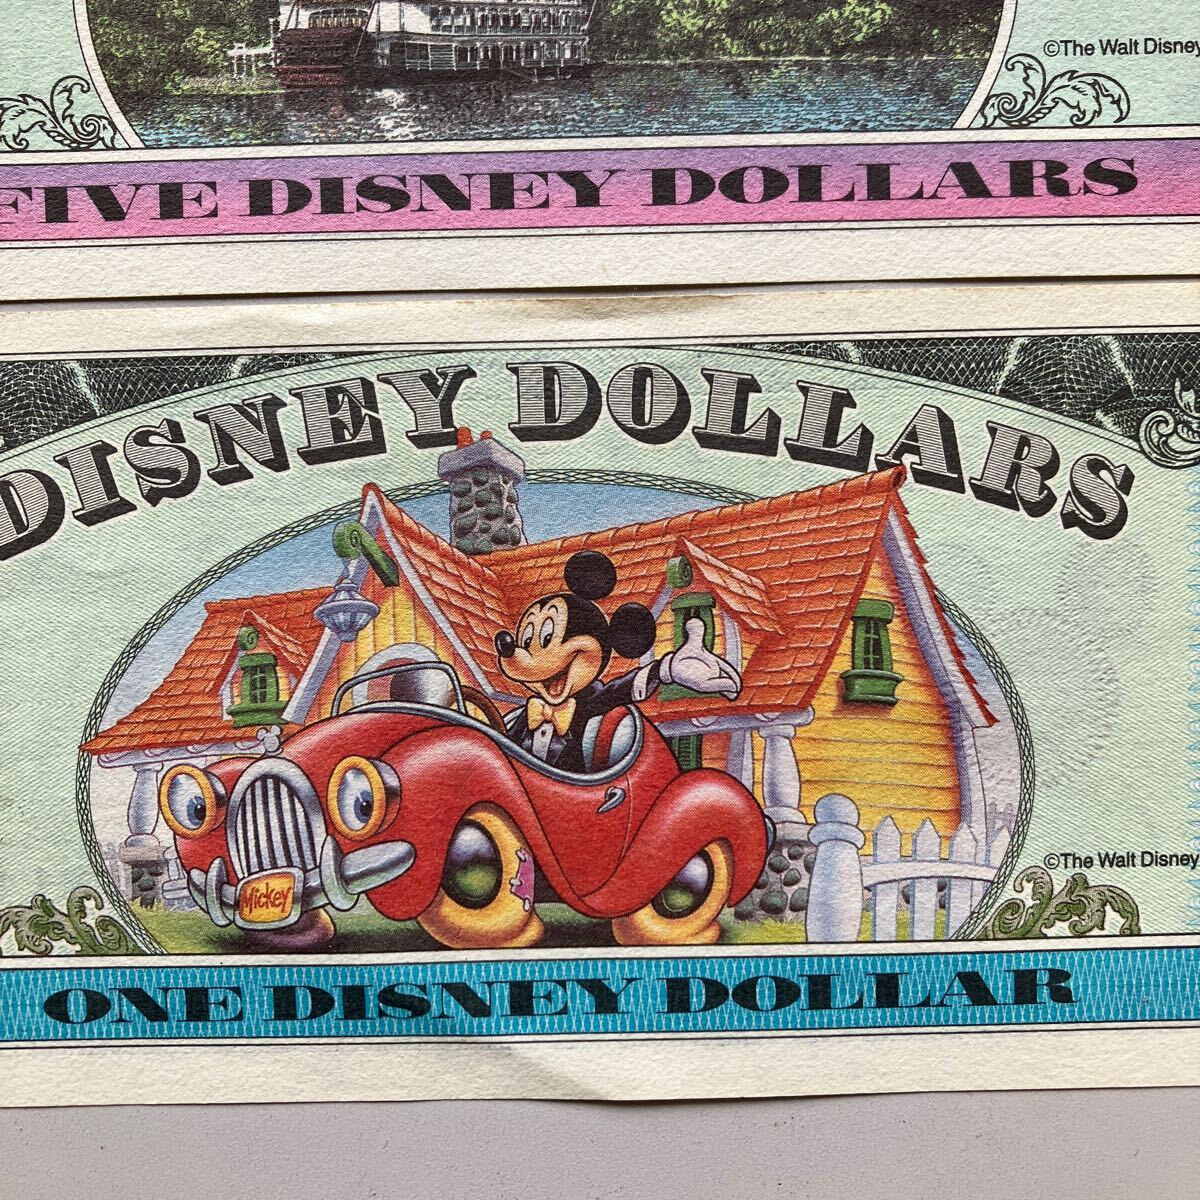 ©The Walt Disney
FIVE DISNEY DOLLARS
DISNEY DOLLARS
Mickey
©The Walt Disney
ONE DISNEY DOLLAR